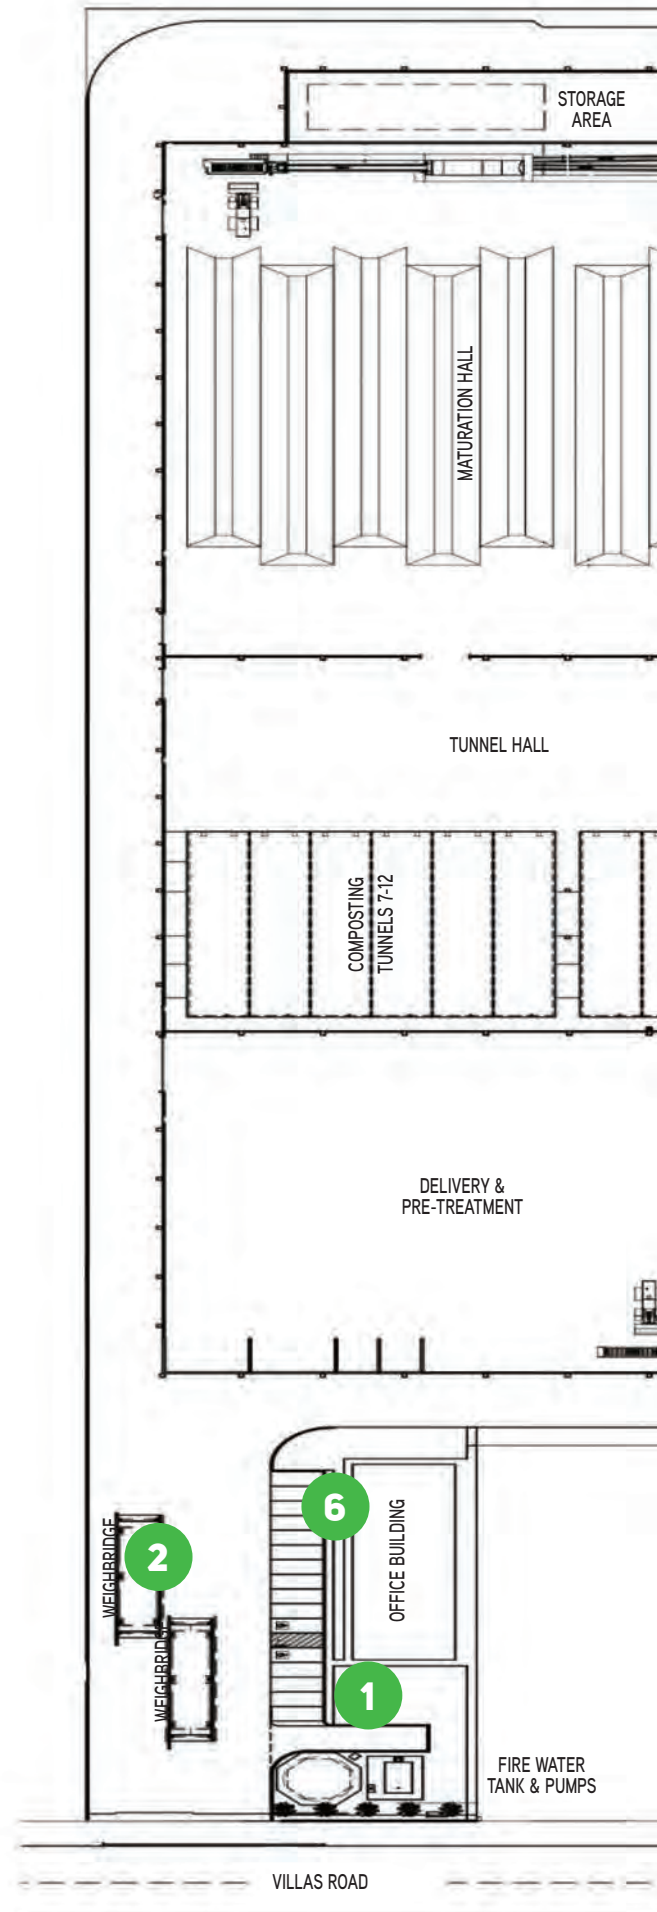 STORAGE
AREA
MATURATION HALL
TUNNEL HALL
COMPOSTING
TUNNELS 7-12
DELIVERY &
PRE-TREATMENT
6
OFFICE BUILDING
WEIGHBRIDGE
2
WEIGHBRIDGE
1
FIRE WATER
TANK & PUMPS
VILLAS ROAD